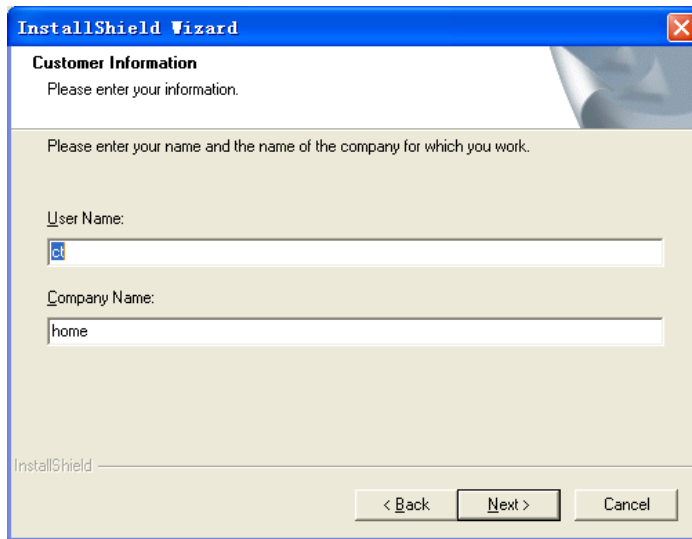 InstallShield Wizard
Customer Information
Please enter your information.
Please enter your name and the name of the company for which you work.
User Name:
ct
Company Name:
home
InstallShield
< Back
Next >
Cancel